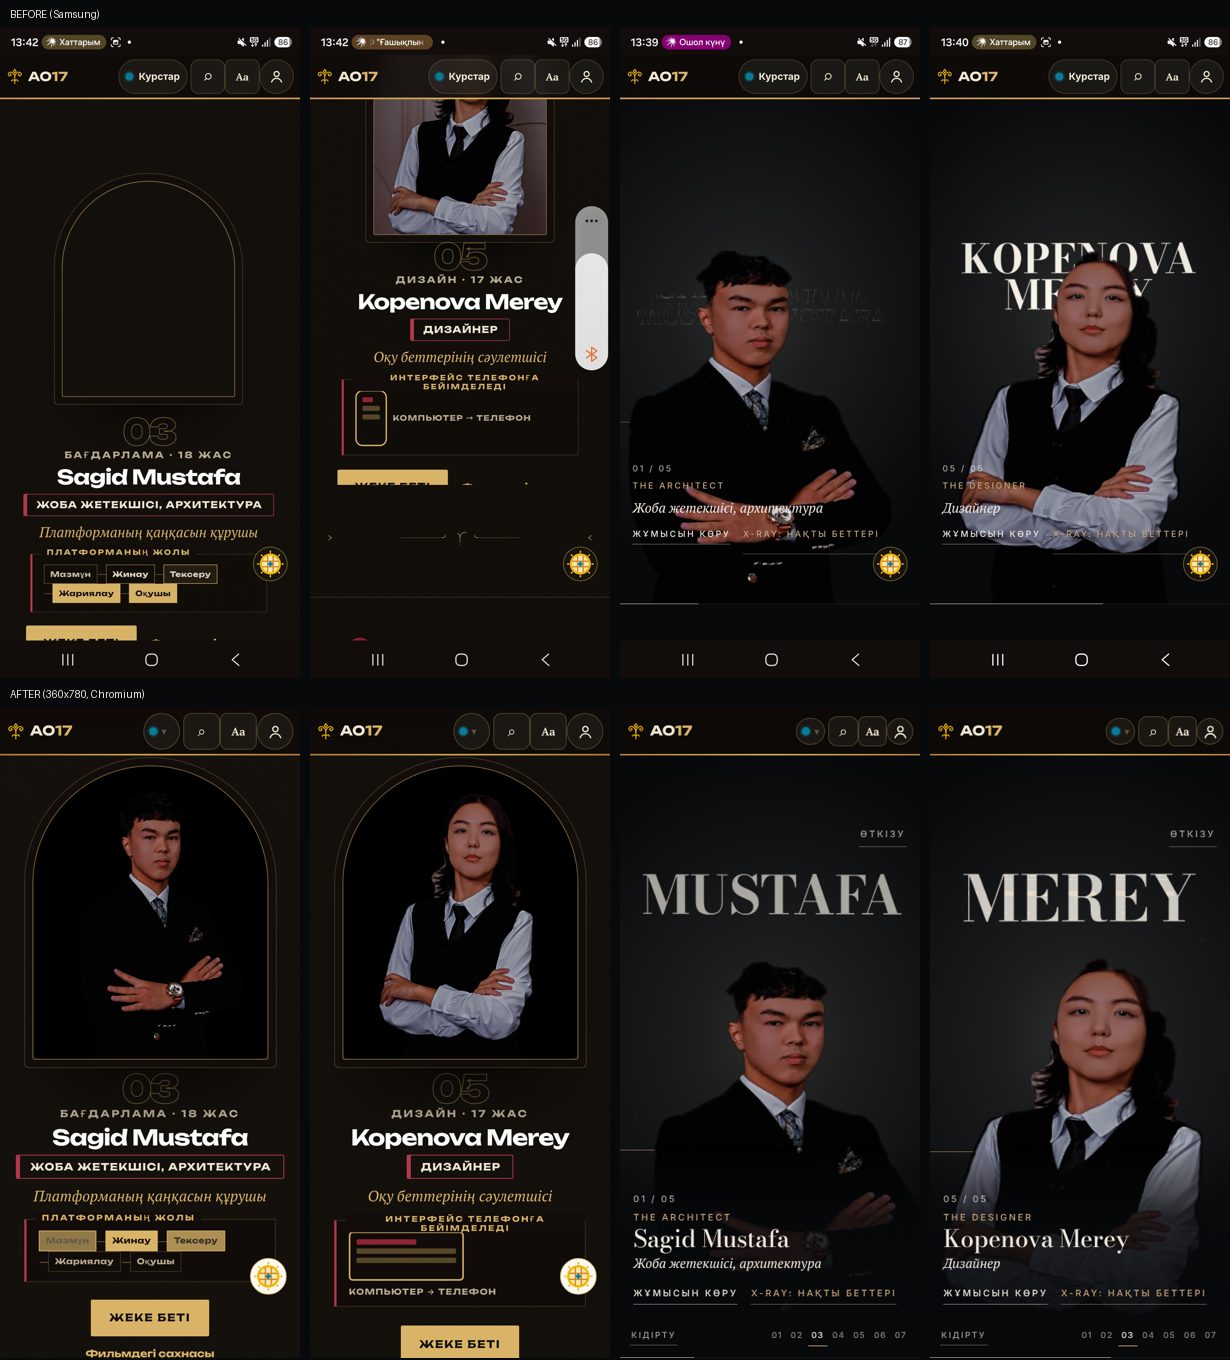 BEFORE (Samsung)
13:42 Хаттарым 86
AO17 Курстар Aa
03
БАҒДАРЛАМА · 18 ЖАС
Sagid Mustafa
ЖОБА ЖЕТЕКШІСІ, АРХИТЕКТУРА
Платформаның қаңқасын құрушы
ПЛАТФОРМАНЫҢ ЖОЛЫ
Мазмұн Жинау Тексеру
Жариялау Оқушы
ЖЕКЕ БЕТІ
13:42 "Ғашықпын 86
AO17 Курстар Aa
05
ДИЗАЙН · 17 ЖАС
Kopenova Merey
ДИЗАЙНЕР
Оқу беттерінің сәулетшісі
ИНТЕРФЕЙС ТЕЛЕФОНҒА
БЕЙІМДЕЛЕДІ
КОМПЬЮТЕР → ТЕЛЕФОН
ЖЕКЕ БЕТІ
13:39 Ошол күнү 87
AO17 Курстар Aa
01 / 05
THE ARCHITECT
Жоба жетекшісі, архитектура
ЖҰМЫСЫН КӨРУ X-RAY: НАҚТЫ БЕТТЕРІ
13:40 Хаттарым 86
AO17 Курстар Aa
KOPENOVA
05 / 05
THE DESIGNER
Дизайнер
ЖҰМЫСЫН КӨРУ X-RAY: НАҚТЫ БЕТТЕРІ
AFTER (360x780, Chromium)
AO17 Aa
03
БАҒДАРЛАМА · 18 ЖАС
Sagid Mustafa
ЖОБА ЖЕТЕКШІСІ, АРХИТЕКТУРА
Платформаның қаңқасын құрушы
ПЛАТФОРМАНЫҢ ЖОЛЫ
Мазмұн Жинау Тексеру
Жариялау Оқушы
ЖЕКЕ БЕТІ
Фильмдегі сахнасы
AO17 Aa
05
ДИЗАЙН · 17 ЖАС
Kopenova Merey
ДИЗАЙНЕР
Оқу беттерінің сәулетшісі
ИНТЕРФЕЙС ТЕЛЕФОНҒА
БЕЙІМДЕЛЕДІ
КОМПЬЮТЕР → ТЕЛЕФОН
ЖЕКЕ БЕТІ
AO17 Aa
ӨТКІЗУ
MUSTAFA
01 / 05
THE ARCHITECT
Sagid Mustafa
Жоба жетекшісі, архитектура
ЖҰМЫСЫН КӨРУ X-RAY: НАҚТЫ БЕТТЕРІ
КІДІРТУ 01 02 03 04 05 06 07
AO17 Aa
ӨТКІЗУ
MEREY
05 / 05
THE DESIGNER
Kopenova Merey
Дизайнер
ЖҰМЫСЫН КӨРУ X-RAY: НАҚТЫ БЕТТЕРІ
КІДІРТУ 01 02 03 04 05 06 07